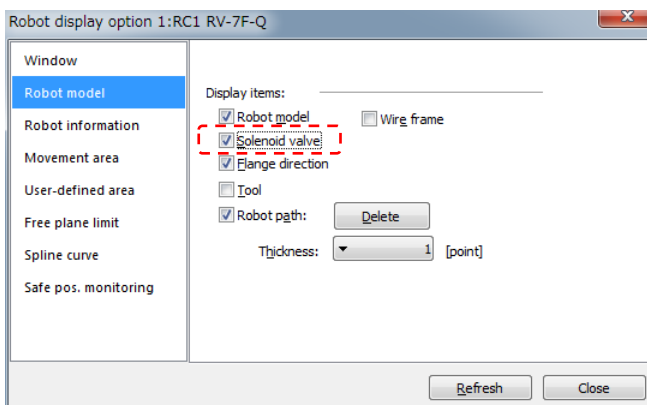 Robot display option 1:RC1 RV-7F-Q
x
Window
Robot model
Robot information
Movement area
User-defined area
Free plane limit
Spline curve
Safe pos. monitoring
Display items:
Robot model Wire frame
Solenoid valve
Flange direction
Tool
Robot path: Delete
Thickness: 1 [point]
Refresh Close